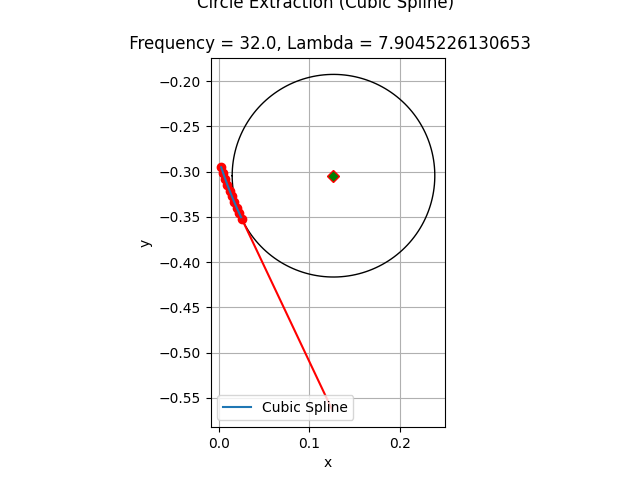 Circle Extraction (Cubic Spline)
Frequency = 32.0, Lambda = 7.9045226130653
−0.20
−0.25
−0.30
−0.35
−0.40
−0.45
−0.50
−0.55
y
Cubic Spline
0.0 0.1 0.2
x